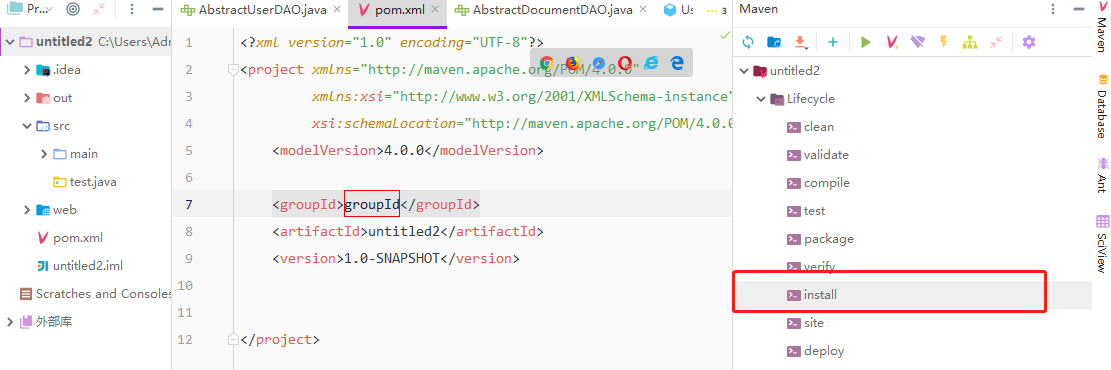 Pr...
untitled2 C:\Users\Adr
.idea
out
src
main
test.java
web
pom.xml
untitled2.iml
Scratches and Consoles
外部库
AbstractUserDAO.java
pom.xml
AbstractDocumentDAO.java
Us
3
1
<?xml version="1.0" encoding="UTF-8"?>
2
<project xmlns="http://maven.apache.org/POM/4.0.0"
3
xmlns:xsi="http://www.w3.org/2001/XMLSchema-instance"
4
xsi:schemaLocation="http://maven.apache.org/POM/4.0.0
5
<modelVersion>4.0.0</modelVersion>
6
7
<groupId>groupId</groupId>
8
<artifactId>untitled2</artifactId>
9
<version>1.0-SNAPSHOT</version>
10
11
12
</project>
Maven
untitled2
Lifecycle
clean
validate
compile
test
package
verify
install
site
deploy
Maven
Database
Ant
SciView